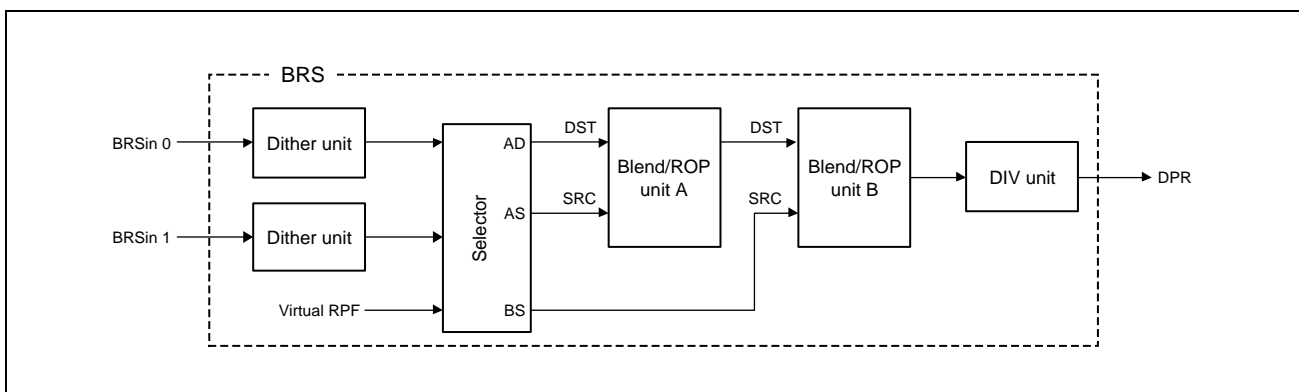 BRS
BRSin 0
Dither unit
AD
DST
Blend/ROP
unit A
DST
Blend/ROP
unit B
DIV unit
DPR
Selector
AS
SRC
SRC
BRSin 1
Dither unit
Virtual RPF
BS